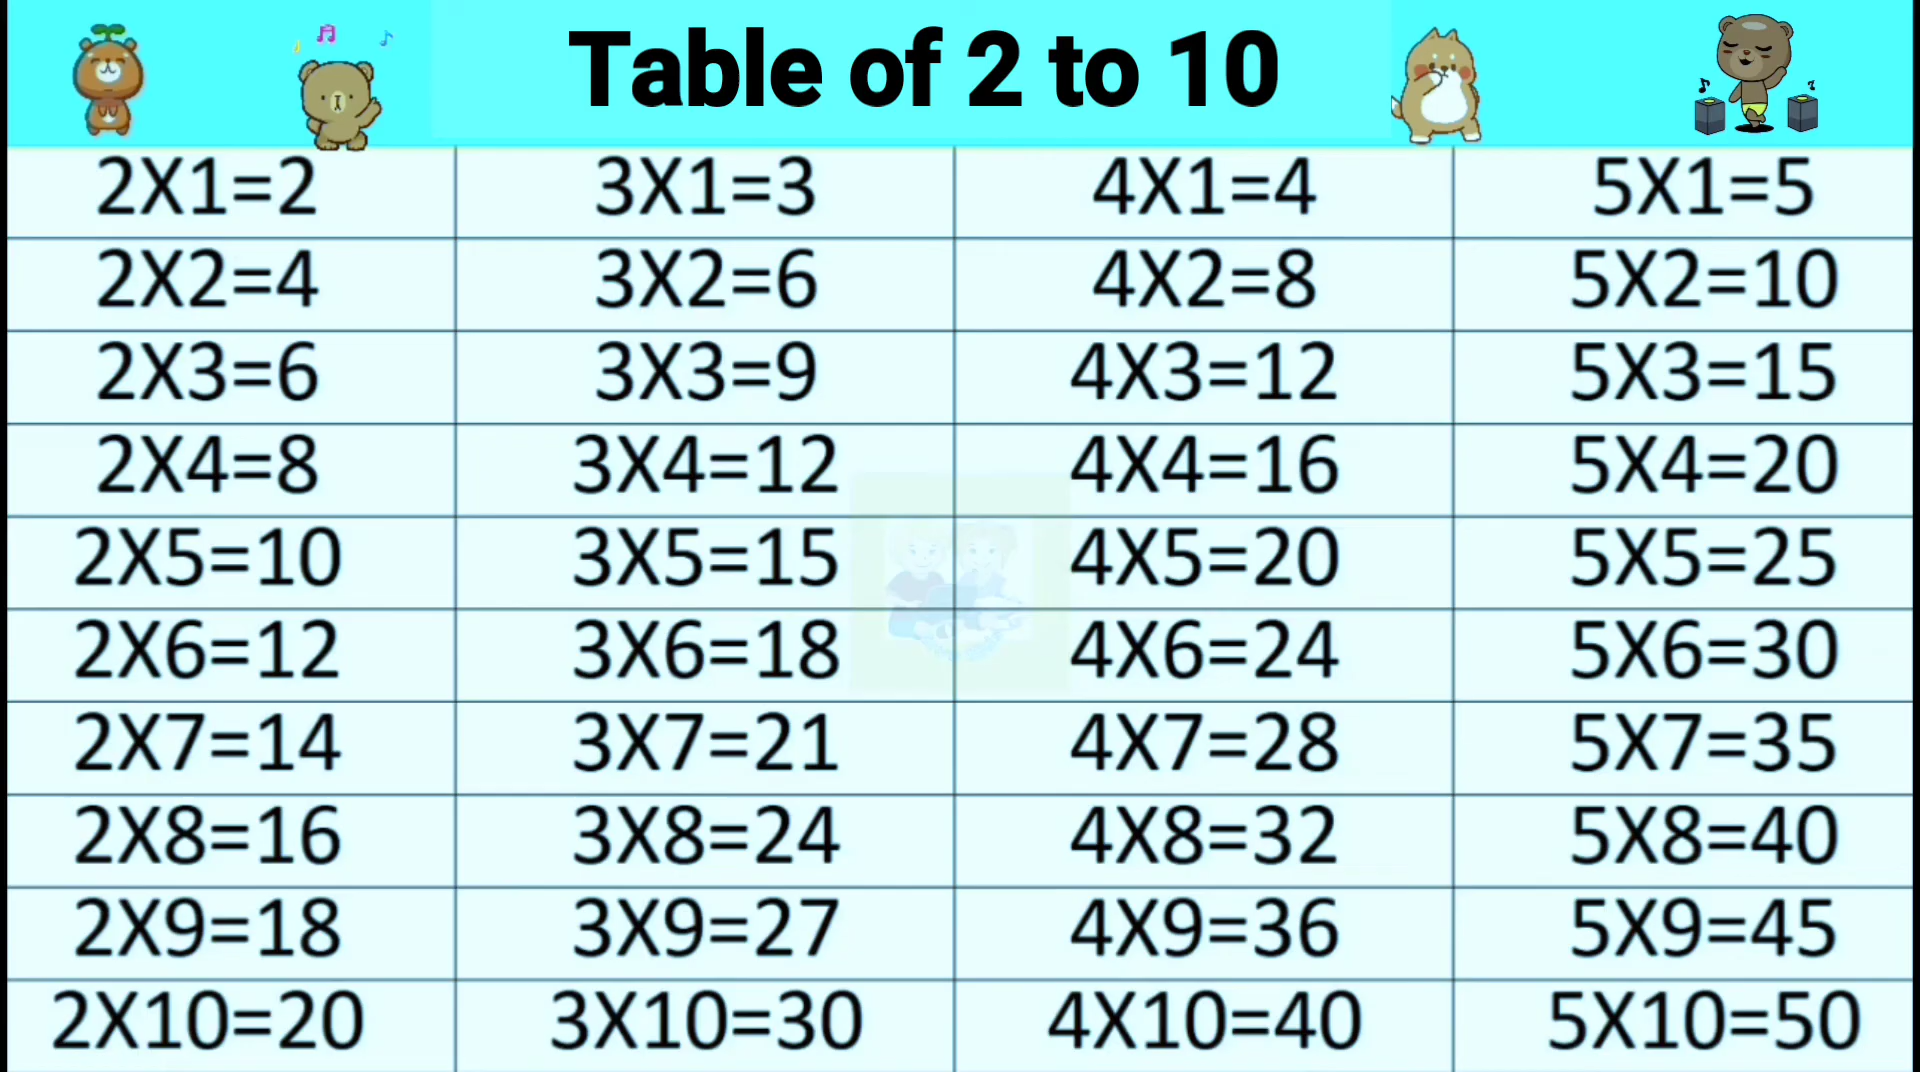 Table of 2 to 10
2X1=2 3X1=3 4X1=4 5X1=5
2X2=4 3X2=6 4X2=8 5X2=10
2X3=6 3X3=9 4X3=12 5X3=15
2X4=8 3X4=12 4X4=16 5X4=20
2X5=10 3X5=15 4X5=20 5X5=25
2X6=12 3X6=18 4X6=24 5X6=30
2X7=14 3X7=21 4X7=28 5X7=35
2X8=16 3X8=24 4X8=32 5X8=40
2X9=18 3X9=27 4X9=36 5X9=45
2X10=20 3X10=30 4X10=40 5X10=50